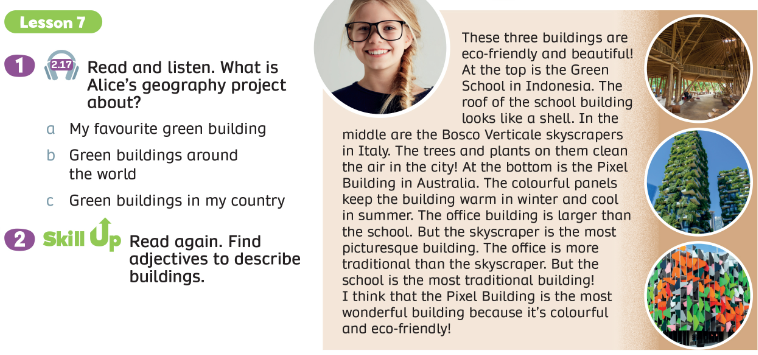 Lesson 7
1 2.17 Read and listen. What is
Alice's geography project
about?
a My favourite green building
b Green buildings around
the world
c Green buildings in my country
2 Skill Up Read again. Find
adjectives to describe
buildings.
These three buildings are
eco-friendly and beautiful!
At the top is the Green
School in Indonesia. The
roof of the school building
looks like a shell. In the
middle are the Bosco Verticale skyscrapers
in Italy. The trees and plants on them clean
the air in the city! At the bottom is the Pixel
Building in Australia. The colourful panels
keep the building warm in winter and cool
in summer. The office building is larger than
the school. But the skyscraper is the most
picturesque building. The office is more
traditional than the skyscraper. But the
school is the most traditional building!
I think that the Pixel Building is the most
wonderful building because it's colourful
and eco-friendly!